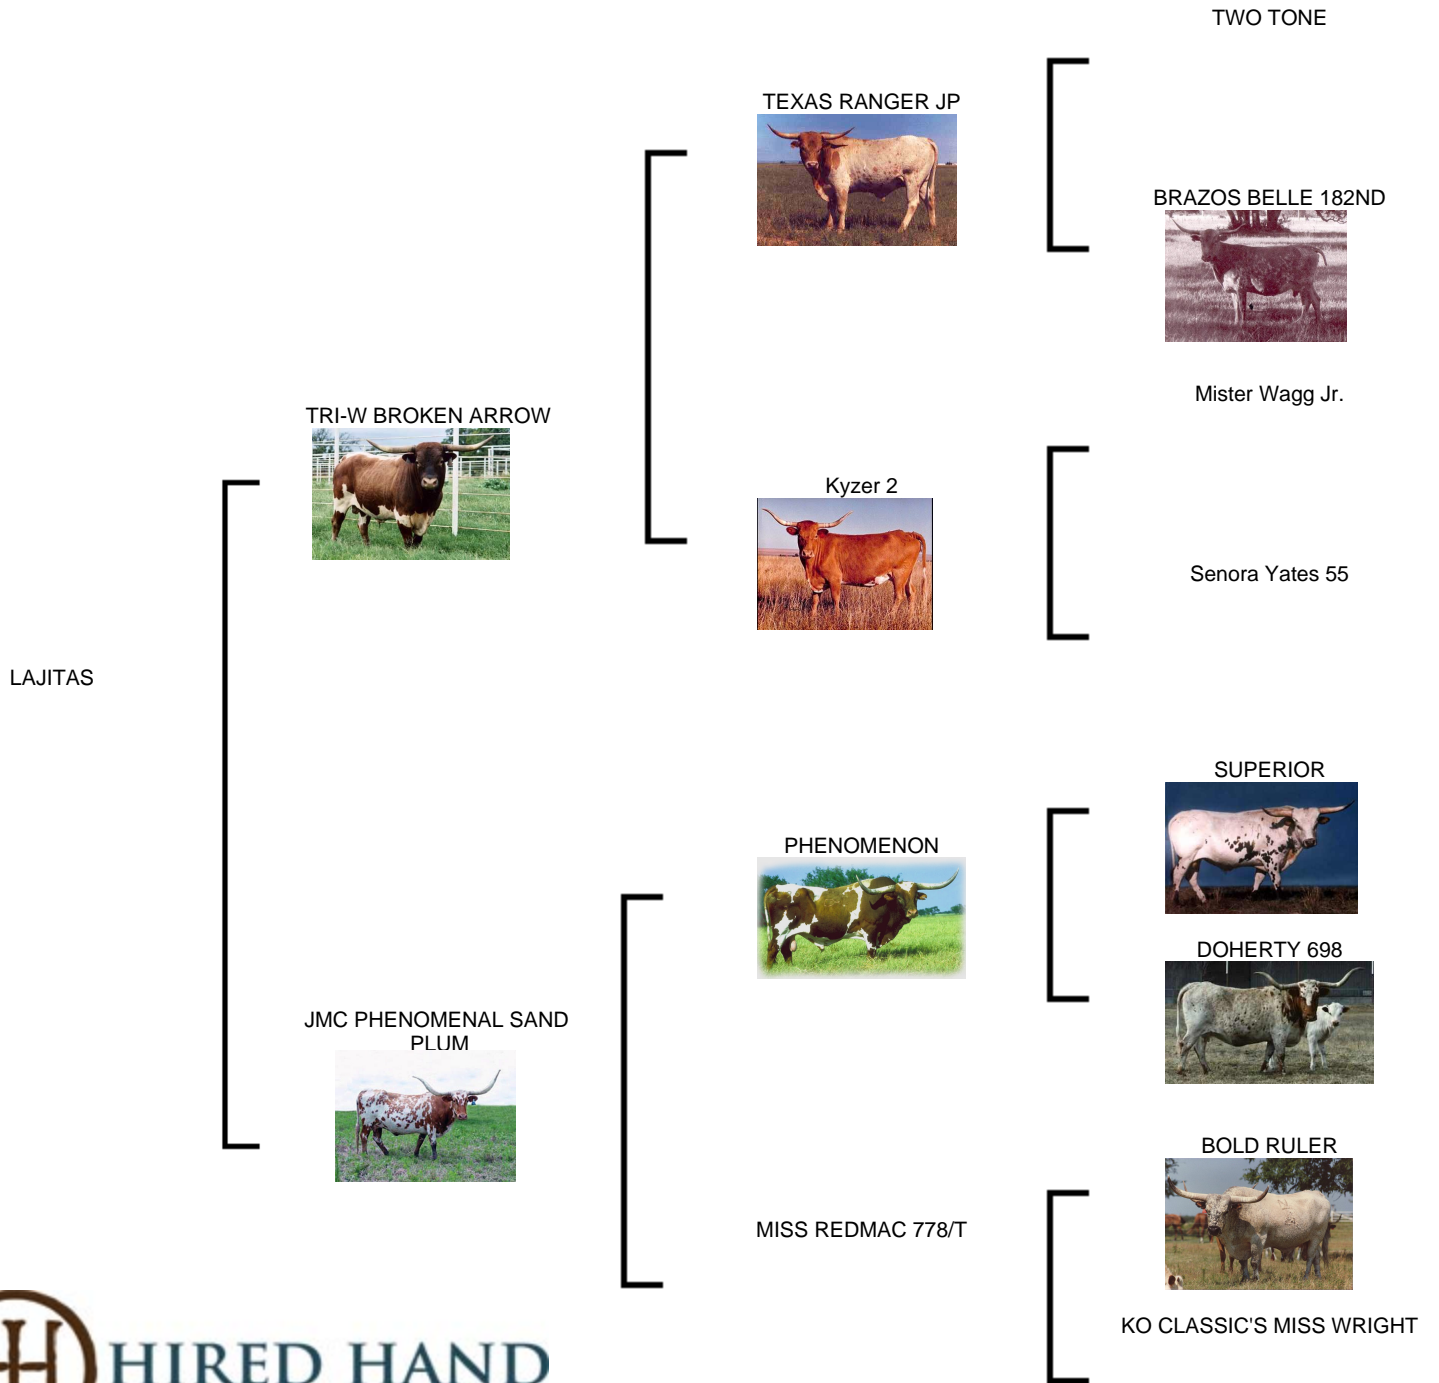 TWO TONE
TEXAS RANGER JP
BRAZOS BELLE 182ND
Mister Wagg Jr.
TRI-W BROKEN ARROW
Kyzer 2
Senora Yates 55
LAJITAS
SUPERIOR
PHENOMENON
DOHERTY 698
JMC PHENOMENAL SAND
PLUM
BOLD RULER
MISS REDMAC 778/T
KO CLASSIC'S MISS WRIGHT
H HIRED HAND